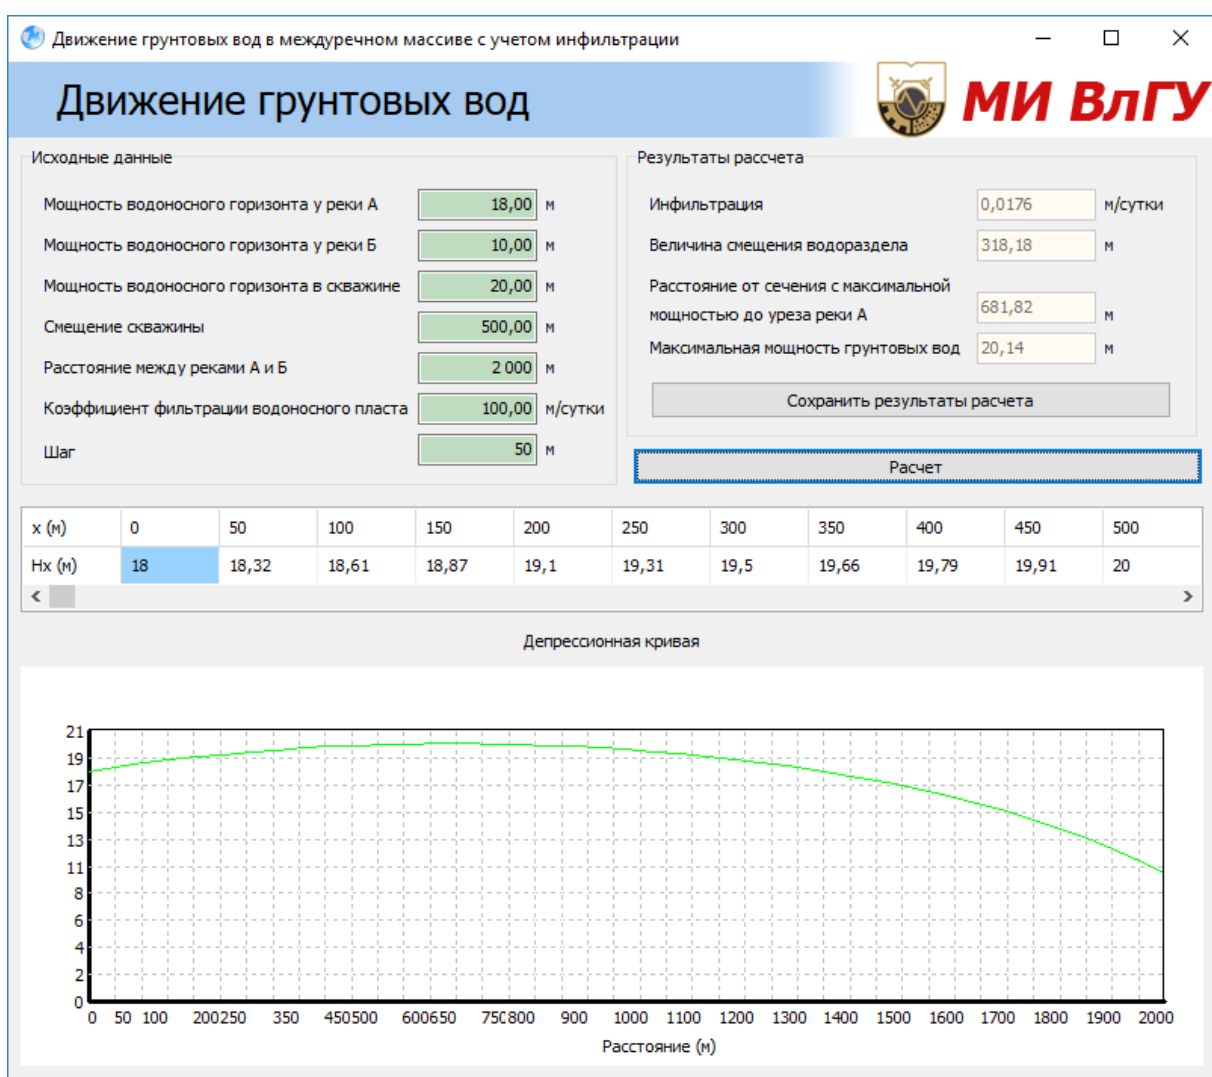 Движение грунтовых вод в междуречном массиве с учетом инфильтрации
Движение грунтовых вод
МИ ВлГУ
Исходные данные
Мощность водоносного горизонта у реки А 18,00 м
Мощность водоносного горизонта у реки Б 10,00 м
Мощность водоносного горизонта в скважине 20,00 м
Смещение скважины 500,00 м
Расстояние между реками А и Б 2 000 м
Коэффициент фильтрации водоносного пласта 100,00 м/сутки
Шаг 50 м
Результаты рассчета
Инфильтрация 0,0176 м/сутки
Величина смещения водораздела 318,18 м
Расстояние от сечения с максимальной
мощностью до уреза реки А 681,82 м
Максимальная мощность грунтовых вод 20,14 м
Сохранить результаты расчета
Расчет
х (м) 0 50 100 150 200 250 300 350 400 450 500
Нх (м) 18 18,32 18,61 18,87 19,1 19,31 19,5 19,66 19,79 19,91 20
Депрессионная кривая
21
19
17
15
13
11
8
6
4
2
0
0 50 100 200250 350 450500 600650 750800 900 1000 1100 1200 1300 1400 1500 1600 1700 1800 1900 2000
Расстояние (м)